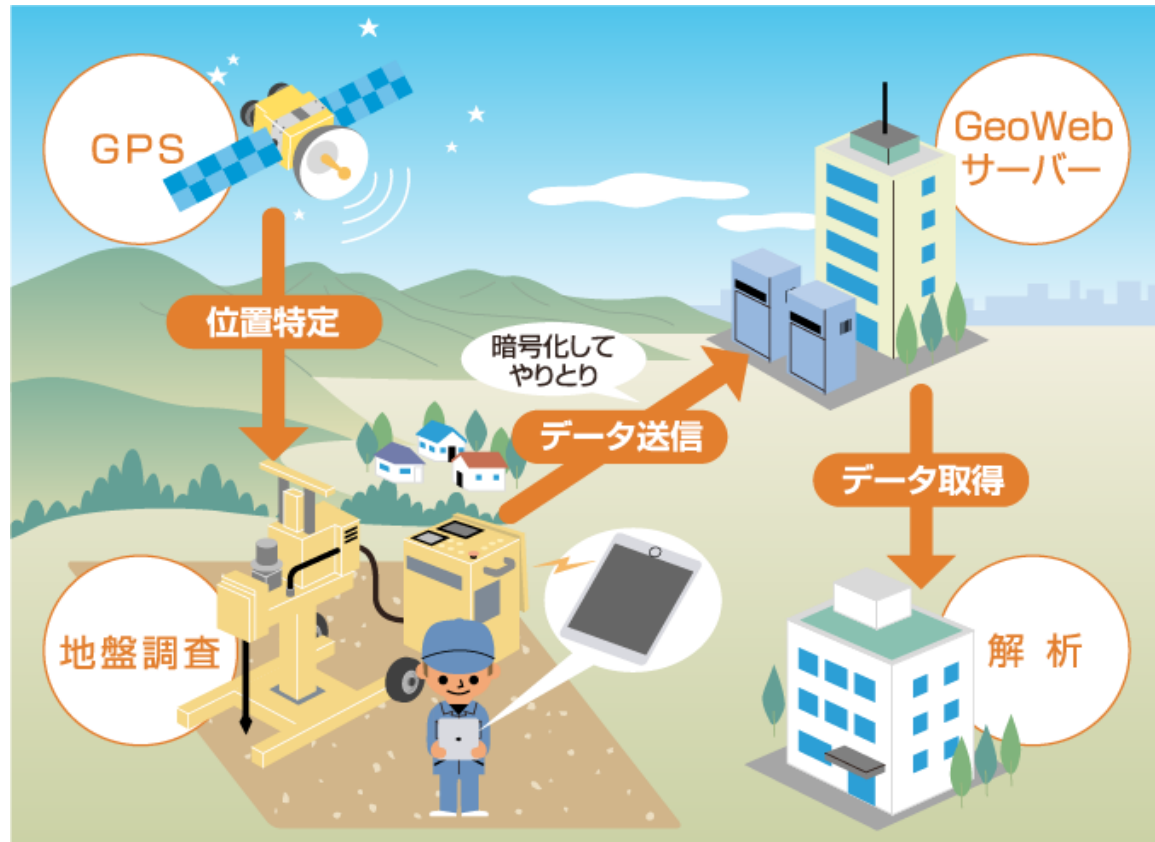 GPS
GeoWeb
サーバー
位置特定
暗号化して
やりとり
データ送信
データ取得
地盤調査
解析